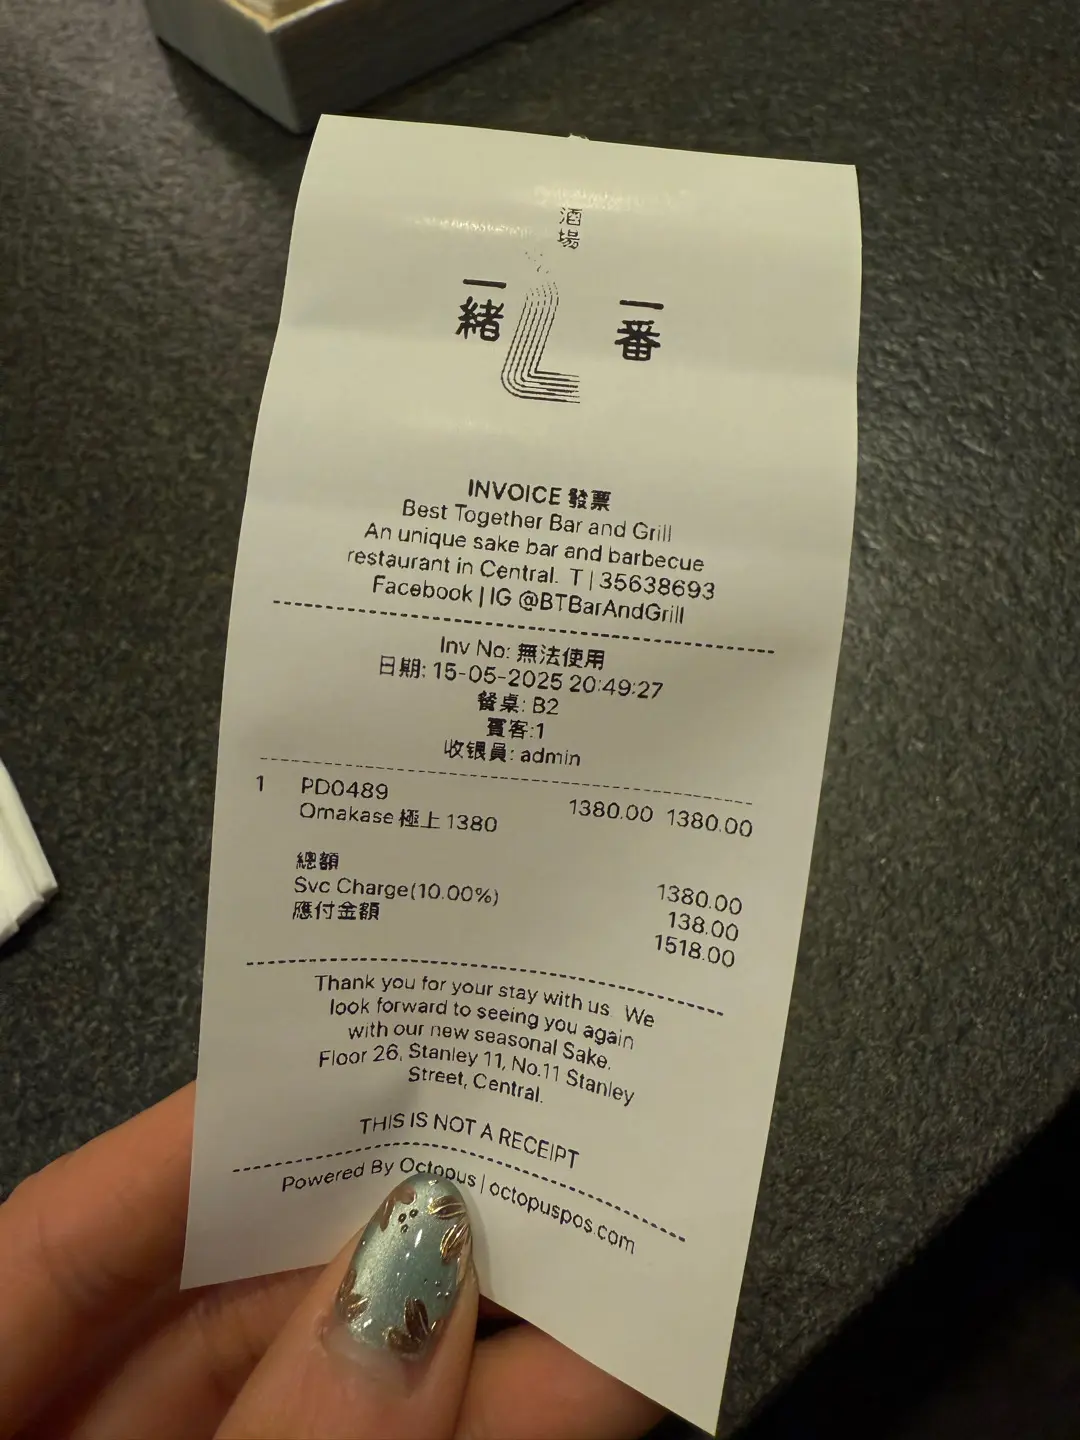 酒場
一緒
一番
INVOICE 發票
Best Together Bar and Grill
An unique sake bar and barbecue
restaurant in Central. T | 35638693
Facebook | IG @BTBarAndGrill
Inv No: 無法使用
日期: 15-05-2025 20:49:27
餐桌: B2
賓客:1
收银員: admin
1 PD0489 1380.00 1380.00
Omakase 極上 1380
總額 1380.00
Svc Charge(10.00%) 138.00
應付金額 1518.00
Thank you for your stay with us. We
look forward to seeing you again
with our new seasonal Sake.
Floor 26, Stanley 11, No.11 Stanley
Street, Central.
THIS IS NOT A RECEIPT
Powered By Octopus | octopuspos.com